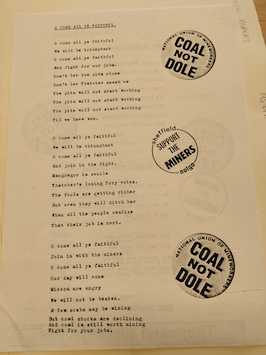 O COME all YE FAITHFUL.
O come all ye faithful
We will be triumphant
O come all ye faithful
And fight for our jobs.
Don't let the pits close
Don't let Thatcher smash us
The pits will not start working
The pits will not start working
The pits will not start working
Til we have won.
O come all ye faithful
We will be triumphant
O come all ye faithful
And join in the fight.
Macgregor is senile
Thatcher's losing Tory votes.
The fools are getting richer
But even they will ditch her
When all the people realize
That their job is next.
O come all ye faithful
Join in with the miners
O come all ye faithful
Our day will come
Miners are angry
We will not be beaten.
A few scabs may be mining
But coal stocks are declining
And coal is still worth mining
Fight for your jobs.
NATIONAL UNION OF MINEWORKERS
COAL
NOT
DOLE
sheffield
SUPPORT
THE
MINERS
NATIONAL UNION OF MINEWORKERS
COAL
NOT
DOLE